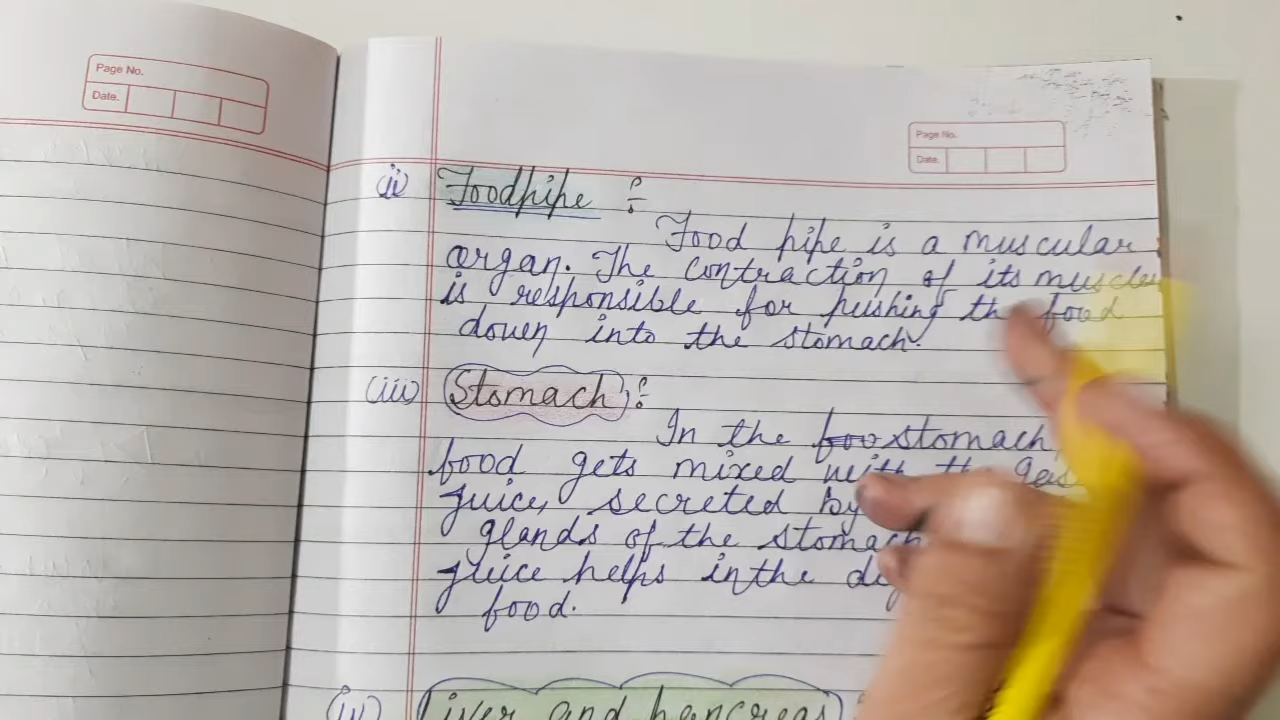 Page No.
Date.
Page No.
Date.
(ii) Foodpipe :
Food pipe is a muscular
organ. The contraction of its muscles
is responsible for pushing the food
down into the stomach.
(iii) Stomach :
In the foo stomach,
food gets mixed with the
juice, secreted by
glands of the stomach
juice helps in the
food.
(iv) Liver and pancreas